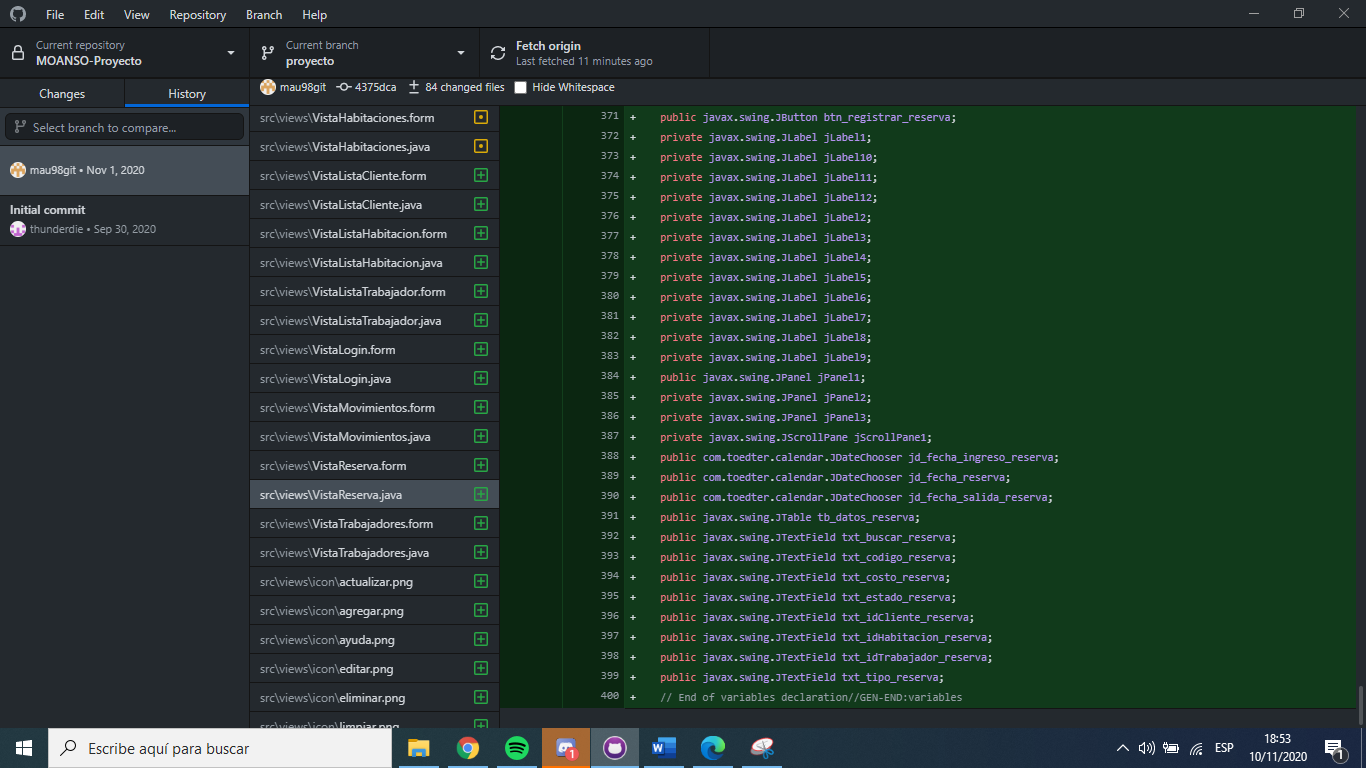 File Edit View Repository Branch Help
Current repository
MOANSO-Proyecto
Current branch
proyecto
Fetch origin
Last fetched 11 minutes ago
Changes
History
mau98git 4375dca 84 changed files Hide Whitespace
Select branch to compare...
mau98git • Nov 1, 2020
Initial commit
thunderdie • Sep 30, 2020
src\views\VistaHabitaciones.form
src\views\VistaHabitaciones.java
src\views\VistaListaCliente.form
src\views\VistaListaCliente.java
src\views\VistaListaHabitacion.form
src\views\VistaListaHabitacion.java
src\views\VistaListaTrabajador.form
src\views\VistaListaTrabajador.java
src\views\VistaLogin.form
src\views\VistaLogin.java
src\views\VistaMovimientos.form
src\views\VistaMovimientos.java
src\views\VistaReserva.form
src\views\VistaReserva.java
src\views\VistaTrabajadores.form
src\views\VistaTrabajadores.java
src\views\icon\actualizar.png
src\views\icon\agregar.png
src\views\icon\ayuda.png
src\views\icon\editar.png
src\views\icon\eliminar.png
src\views\icon\limpiar.png
371 + public javax.swing.JButton btn_registrar_reserva;
372 + private javax.swing.JLabel jLabel1;
373 + private javax.swing.JLabel jLabel10;
374 + private javax.swing.JLabel jLabel11;
375 + private javax.swing.JLabel jLabel12;
376 + private javax.swing.JLabel jLabel2;
377 + private javax.swing.JLabel jLabel3;
378 + private javax.swing.JLabel jLabel4;
379 + private javax.swing.JLabel jLabel5;
380 + private javax.swing.JLabel jLabel6;
381 + private javax.swing.JLabel jLabel7;
382 + private javax.swing.JLabel jLabel8;
383 + private javax.swing.JLabel jLabel9;
384 + public javax.swing.JPanel jPanel1;
385 + public javax.swing.JPanel jPanel2;
386 + public javax.swing.JPanel jPanel3;
387 + private javax.swing.JScrollPane jScrollPane1;
388 + public com.toedter.calendar.JDateChooser jd_fecha_ingreso_reserva;
389 + public com.toedter.calendar.JDateChooser jd_fecha_reserva;
390 + public com.toedter.calendar.JDateChooser jd_fecha_salida_reserva;
391 + public javax.swing.JTable tb_datos_reserva;
392 + public javax.swing.JTextField txt_buscar_reserva;
393 + public javax.swing.JTextField txt_codigo_reserva;
394 + public javax.swing.JTextField txt_costo_reserva;
395 + public javax.swing.JTextField txt_estado_reserva;
396 + public javax.swing.JTextField txt_idCliente_reserva;
397 + public javax.swing.JTextField txt_idHabitacion_reserva;
398 + public javax.swing.JTextField txt_idTrabajador_reserva;
399 + public javax.swing.JTextField txt_tipo_reserva;
400 + // End of variables declaration//GEN-END:variables
Escribe aquí para buscar
1
W
ESP
18:53
10/11/2020
1